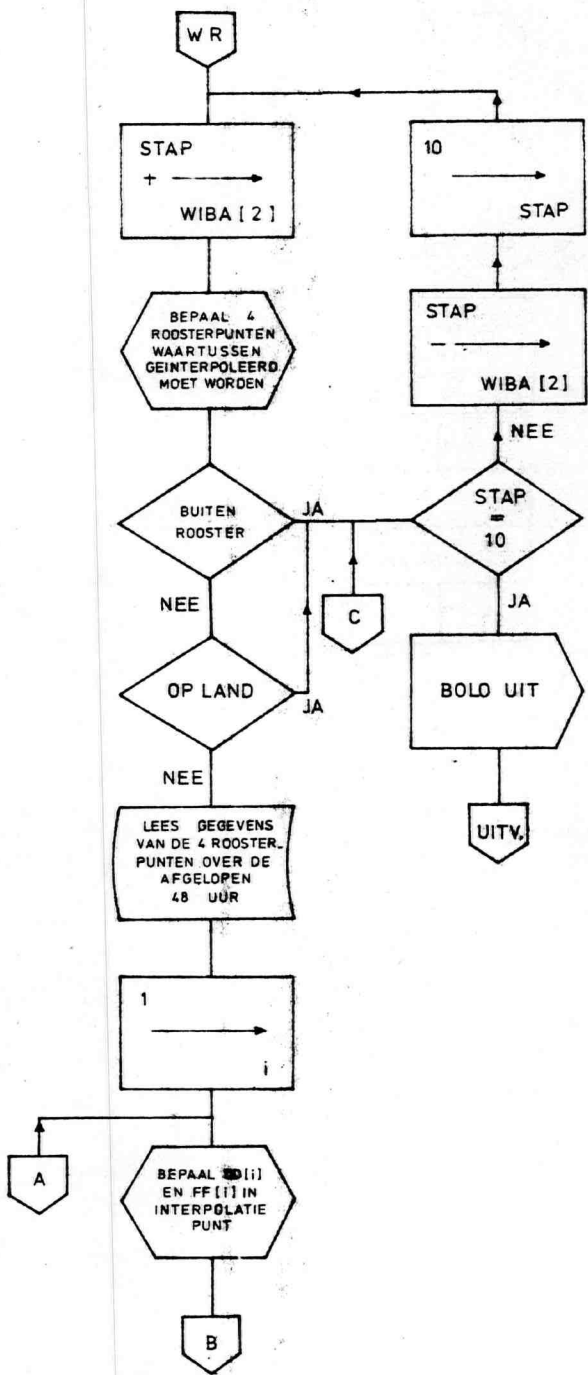 WR
STAP
+
WIBA [2]
BEPAAL 4
ROOSTERPUNTEN
WAARTUSSEN
GEINTERPOLEERD
MOET WORDEN
BUITEN
ROOSTER
JA
NEE
OP LAND
JA
NEE
LEES GEGEVENS
VAN DE 4 ROOSTER_
PUNTEN OVER DE
AFGELOPEN
48 UUR
1
i
A
BEPAAL [i]
EN FF [i] IN
INTERPOLATIE
PUNT
B
C
10
STAP
STAP
-
WIBA [2]
NEE
STAP
=
10
JA
BOLO UIT
UITV.